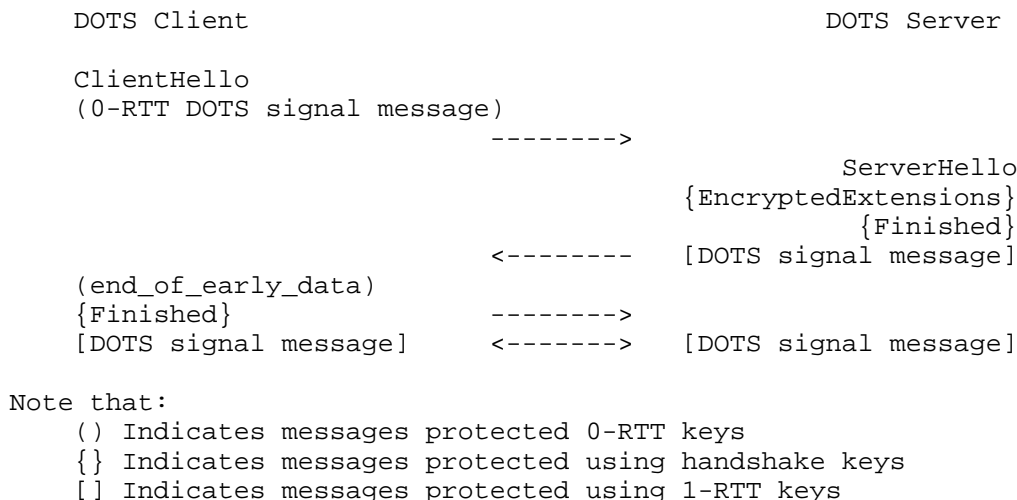 DOTS Client                                    DOTS Server
ClientHello
(0-RTT DOTS signal message)
-------->
ServerHello
{EncryptedExtensions}
{Finished}
<--------   [DOTS signal message]
(end_of_early_data)
{Finished}             -------->
[DOTS signal message]     <------->   [DOTS signal message]
Note that:
() Indicates messages protected 0-RTT keys
{} Indicates messages protected using handshake keys
[] Indicates messages protected using 1-RTT keys